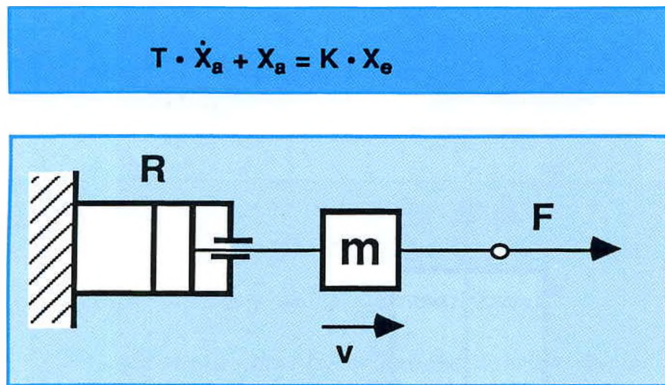 T · Ẋₐ + Xₐ = K · Xₑ
R
F
m
v